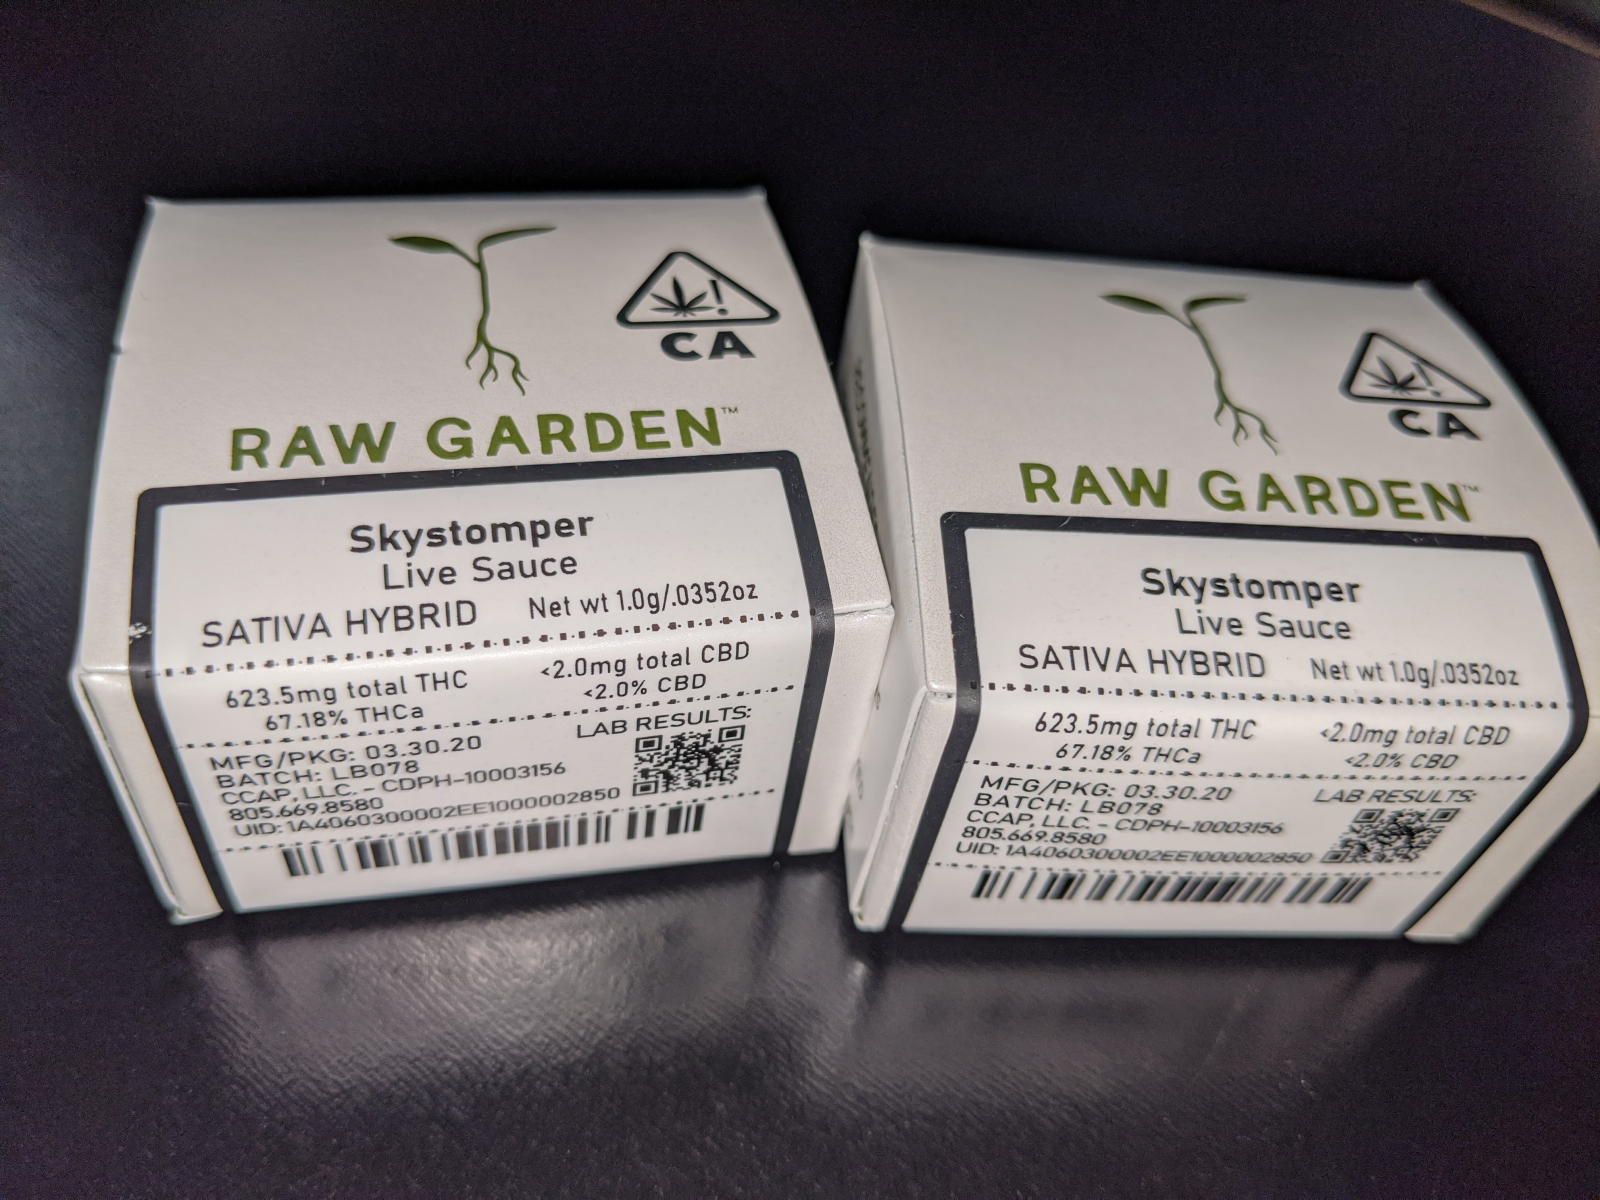 CA
RAW GARDEN™
Skystomper
Live Sauce
SATIVA HYBRID Net wt 1.0g/.0352oz
623.5mg total THC <2.0mg total CBD
67.18% THCa <2.0% CBD
LAB RESULTS:
MFG/PKG: 03.30.20
BATCH: LB078
CCAP, LLC. - CDPH-10003156
805.669.8580
UID: 1A4060300002EE1000002850
CA
RAW GARDEN™
Skystomper
Live Sauce
SATIVA HYBRID Net wt 1.0g/.0352oz
623.5mg total THC <2.0mg total CBD
67.18% THCa <2.0% CBD
MFG/PKG: 03.30.20 LAB RESULTS:
BATCH: LB078
CCAP, LLC. - CDPH-10003156
805.669.8580
UID: 1A4060300002EE1000002850